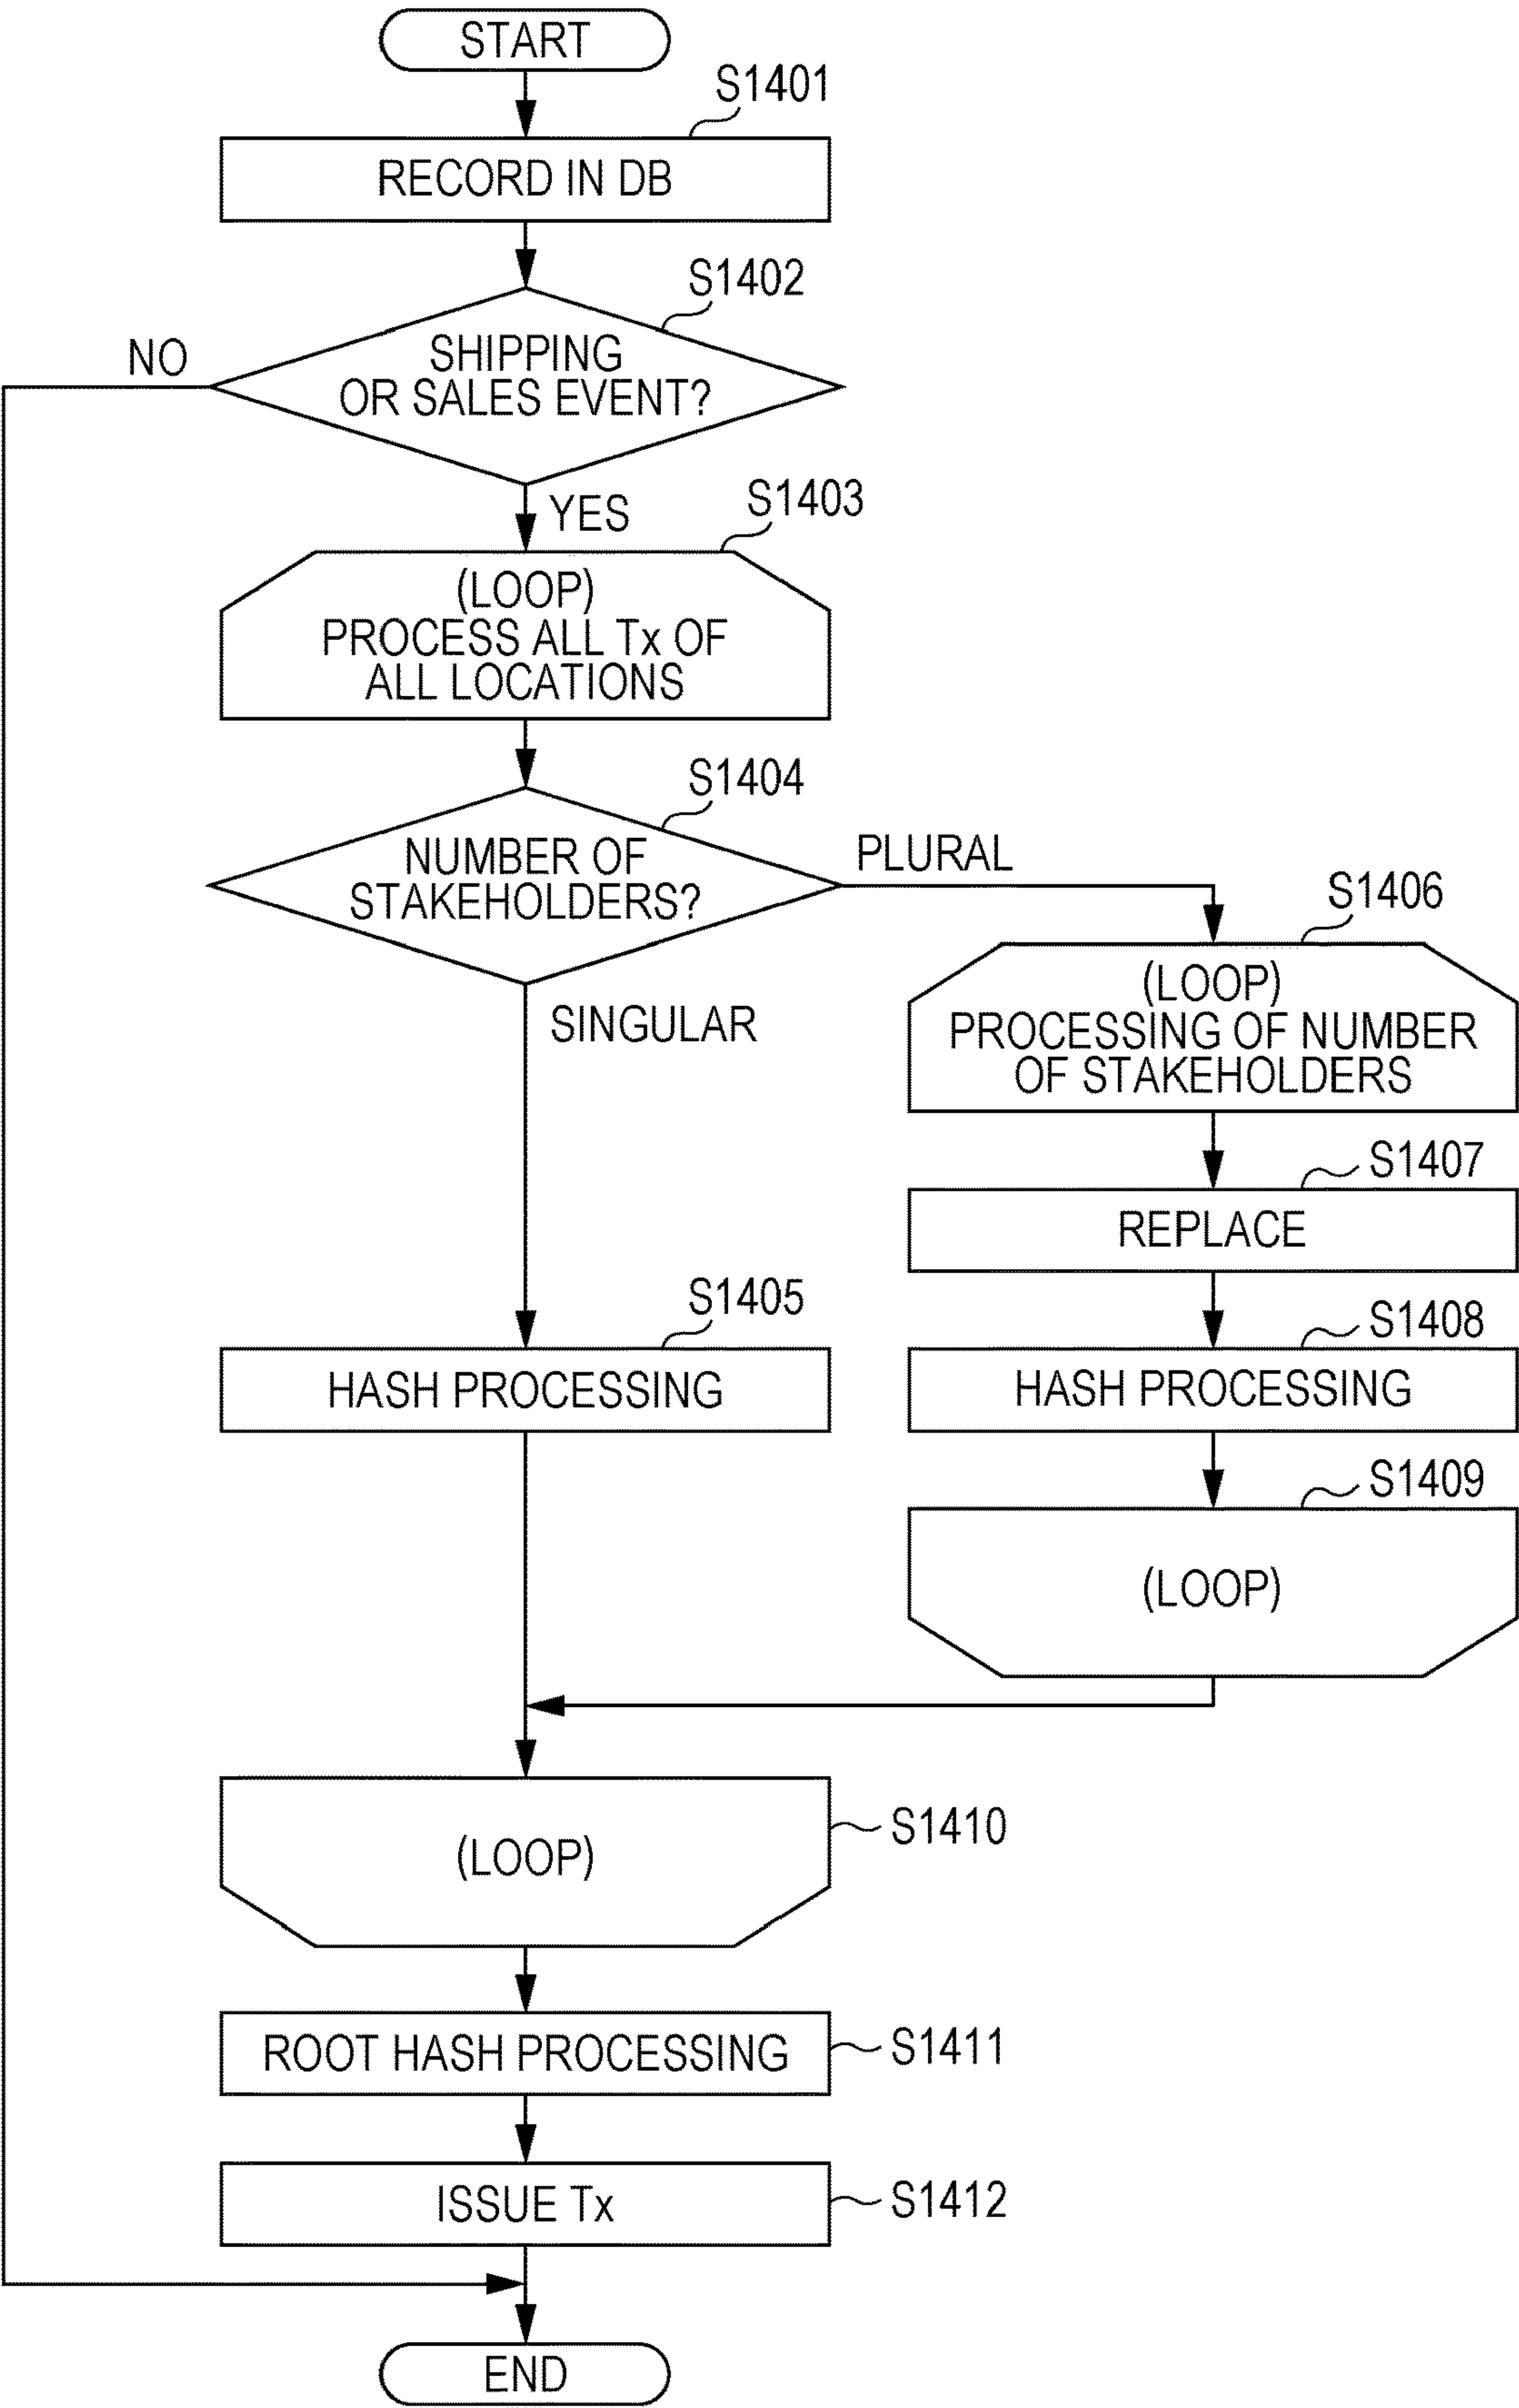 START
S1401
RECORD IN DB
S1402
NO
SHIPPING
OR SALES EVENT?
YES
S1403
(LOOP)
PROCESS ALL Tx OF
ALL LOCATIONS
S1404
NUMBER OF
STAKEHOLDERS?
PLURAL
SINGULAR
S1406
(LOOP)
PROCESSING OF NUMBER
OF STAKEHOLDERS
S1407
REPLACE
S1405
HASH PROCESSING
S1408
HASH PROCESSING
S1409
(LOOP)
S1410
(LOOP)
ROOT HASH PROCESSING
S1411
ISSUE Tx
S1412
END